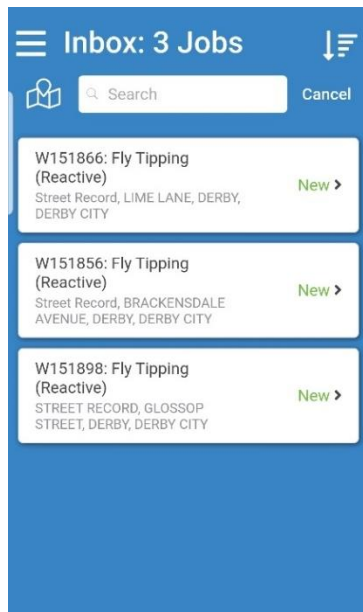 Inbox: 3 Jobs
Search
Cancel
W151866: Fly Tipping
(Reactive)
Street Record, LIME LANE, DERBY,
DERBY CITY
New
W151856: Fly Tipping
(Reactive)
Street Record, BRACKENSDALE
AVENUE, DERBY, DERBY CITY
New
W151898: Fly Tipping
(Reactive)
STREET RECORD, GLOSSOP
STREET, DERBY, DERBY CITY
New